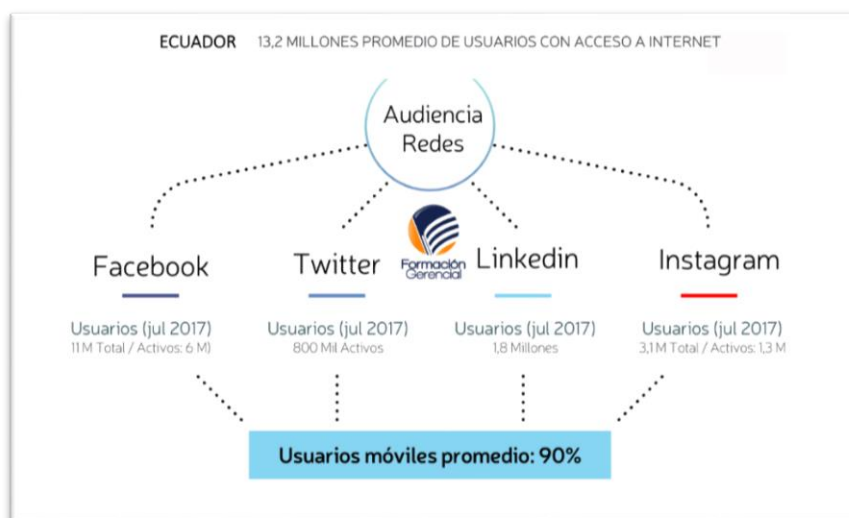 ECUADOR 13,2 MILLONES PROMEDIO DE USUARIOS CON ACCESO A INTERNET
Audiencia
Redes
Facebook
Twitter
Formación
Gerencial
Linkedin
Instagram
Usuarios (jul 2017)
11 M Total / Activos: 6 M)
Usuarios (jul 2017)
800 Mil Activos
Usuarios (jul 2017)
1,8 Millones
Usuarios (jul 2017)
3,1 M Total / Activos: 1,3 M
Usuarios móviles promedio: 90%